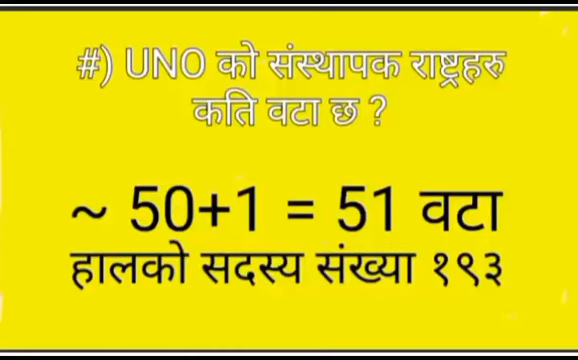 #) UNO को संस्थापक राष्ट्रहरु
कति वटा छ ?
~ 50+1 = 51 वटा
हालको सदस्य संख्या १९३